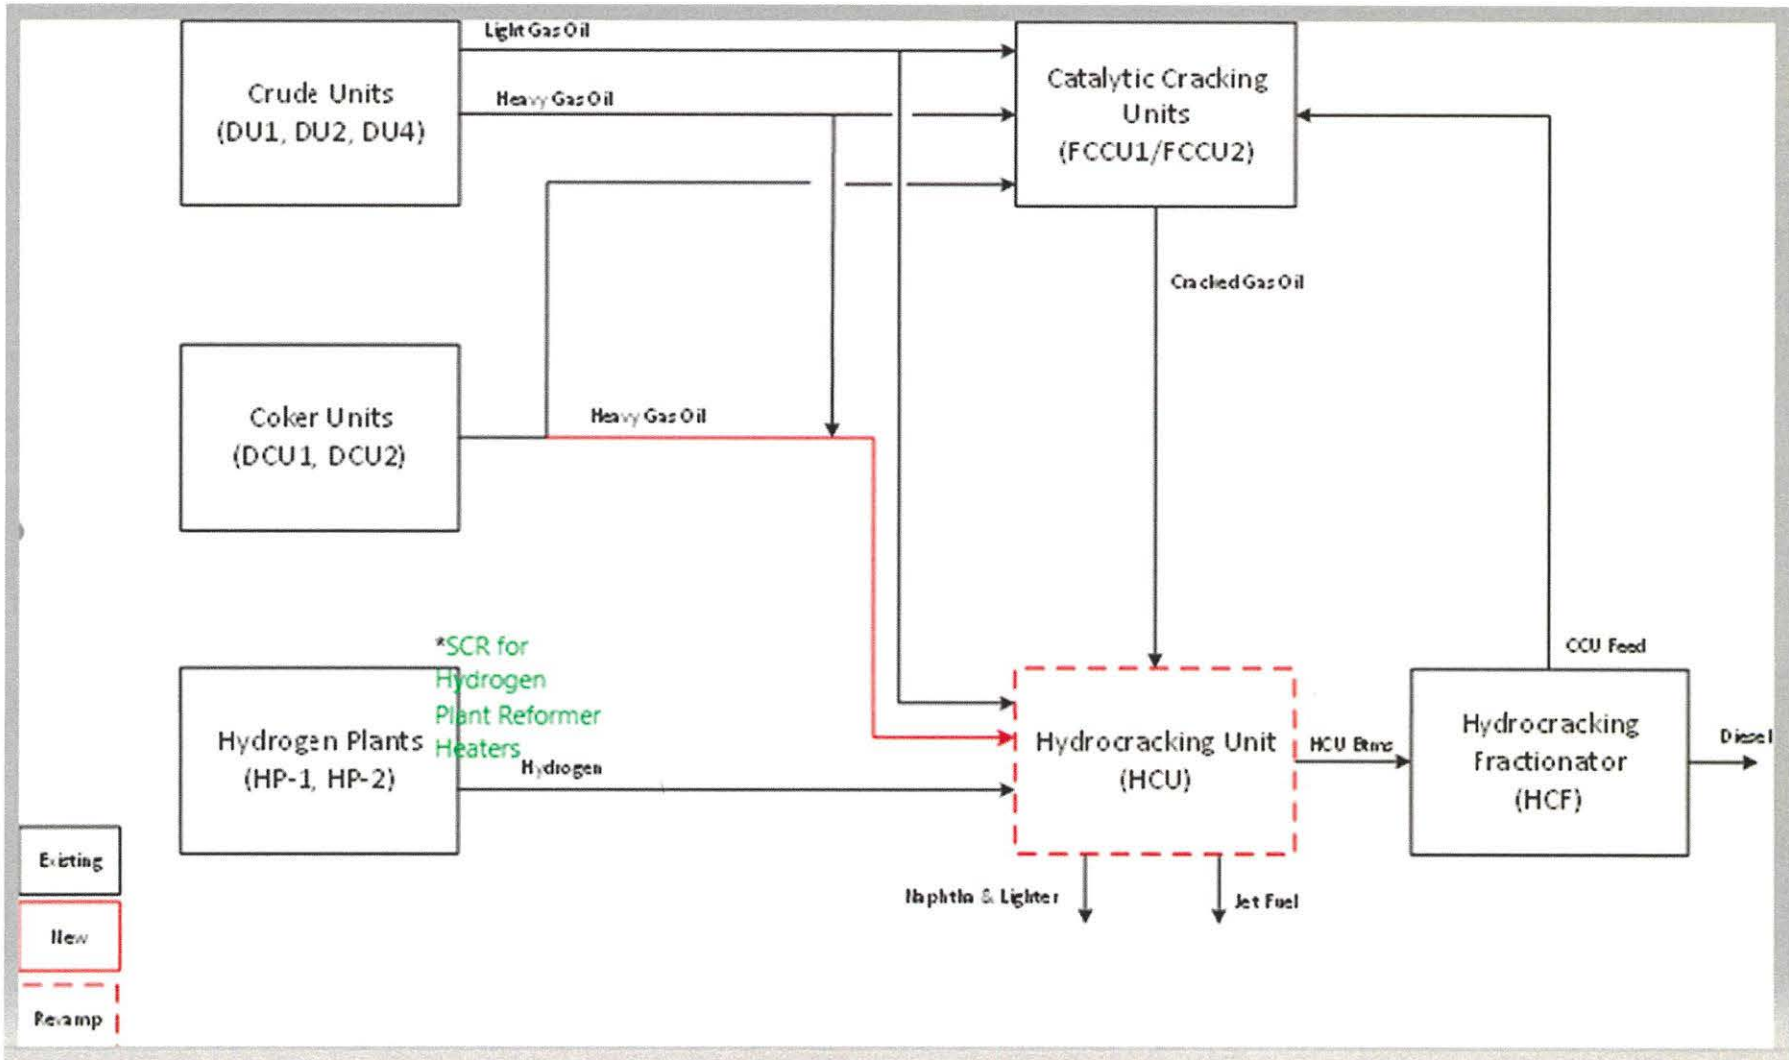 Light Gas Oil
Crude Units
(DU1, DU2, DU4)
Heavy Gas Oil
Catalytic Cracking
Units
(FCCU1/FCCU2)
Cracked Gas Oil
Coker Units
(DCU1, DCU2)
Heavy Gas Oil
*SCR for
Hydrogen
Plant Reformer
Heaters
Hydrogen Plants
(HP-1, HP-2)
Hydrogen
Hydrocracking Unit
(HCU)
HCU Btms
CCU Feed
Hydrocracking
Fractionator
(HCF)
Diesel
Naphtha & Lighter
Jet Fuel
Existing
New
Revamp